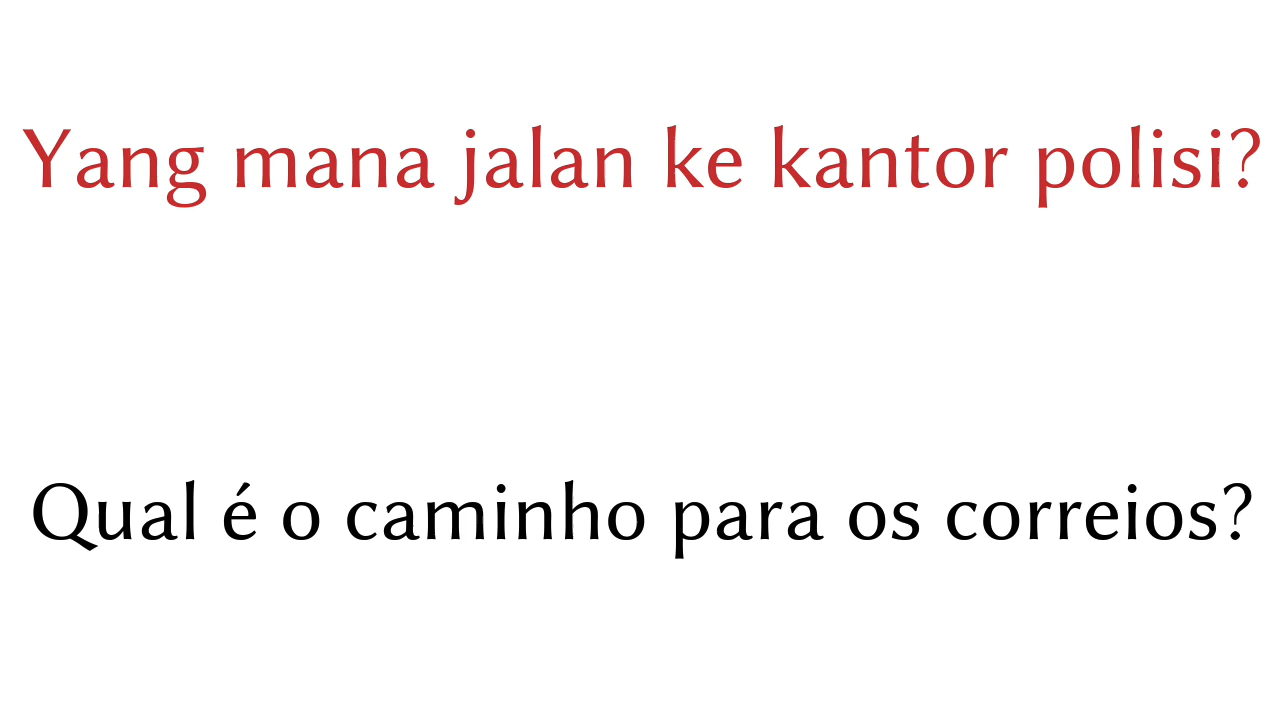 Yang mana jalan ke kantor polisi?
Qual é o caminho para os correios?